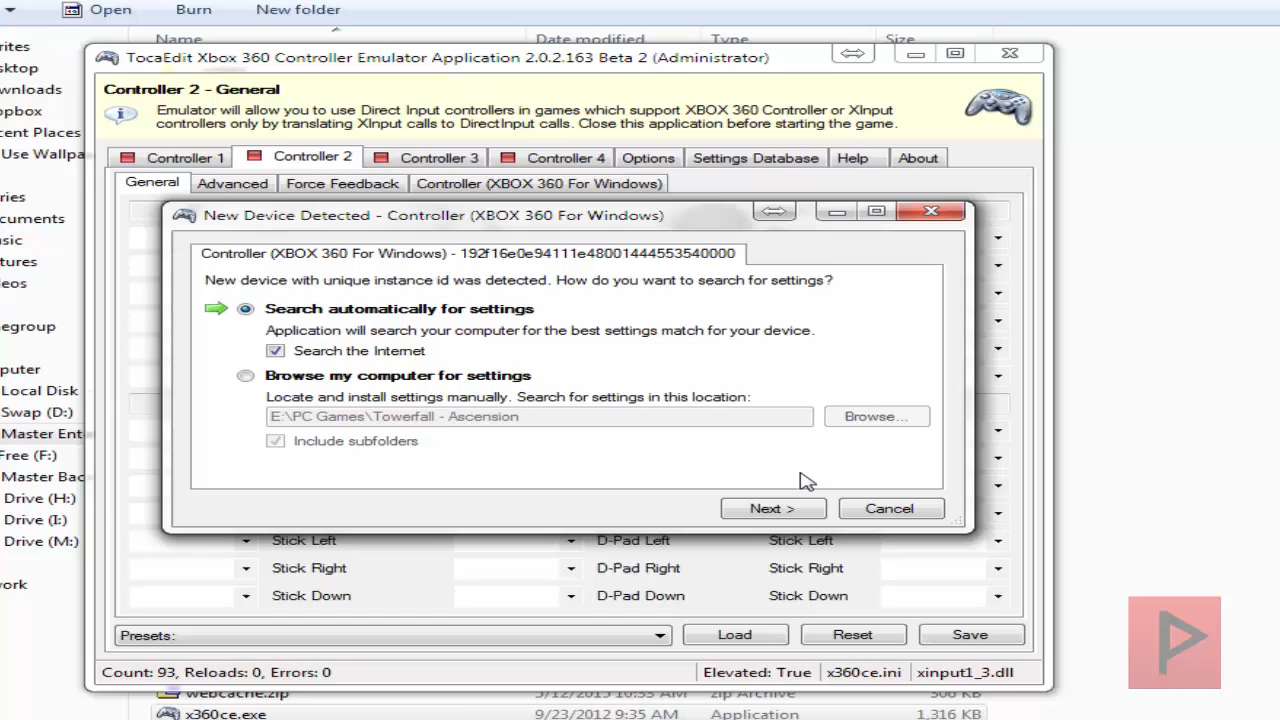 Open Burn New folder
Name Date modified Type Size
TocaEdit Xbox 360 Controller Emulator Application 2.0.2.163 Beta 2 (Administrator)
Controller 2 - General
Emulator will allow you to use Direct Input controllers in games which support XBOX 360 Controller or XInput
controllers only by translating XInput calls to DirectInput calls. Close this application before starting the game.
Controller 1 Controller 2 Controller 3 Controller 4 Options Settings Database Help About
General Advanced Force Feedback Controller (XBOX 360 For Windows)
New Device Detected - Controller (XBOX 360 For Windows)
Controller (XBOX 360 For Windows) - 192f16e0e94111e48001444553540000
New device with unique instance id was detected. How do you want to search for settings?
Search automatically for settings
Application will search your computer for the best settings match for your device.
Search the Internet
Browse my computer for settings
Locate and install settings manually. Search for settings in this location:
E:\PC Games\Towerfall - Ascension Browse...
Include subfolders
Next > Cancel
Stick Left D-Pad Left Stick Left
Stick Right D-Pad Right Stick Right
Stick Down D-Pad Down Stick Down
Presets: Load Reset Save
Count: 93, Reloads: 0, Errors: 0 Elevated: True x360ce.ini xinput1_3.dll
webcache.zip 5/12/2015 10:53 AM zip Archive 306 KB
x360ce.exe 9/23/2012 9:35 AM Application 1,316 KB
rites
sktop
wnloads
opbox
cent Places
Use Wallpa
ries
cuments
sic
tures
eos
egroup
puter
Local Disk
Swap (D:)
Master Ent
Free (F:)
Master Bac
Drive (H:)
Drive (I:)
Drive (M:)
work